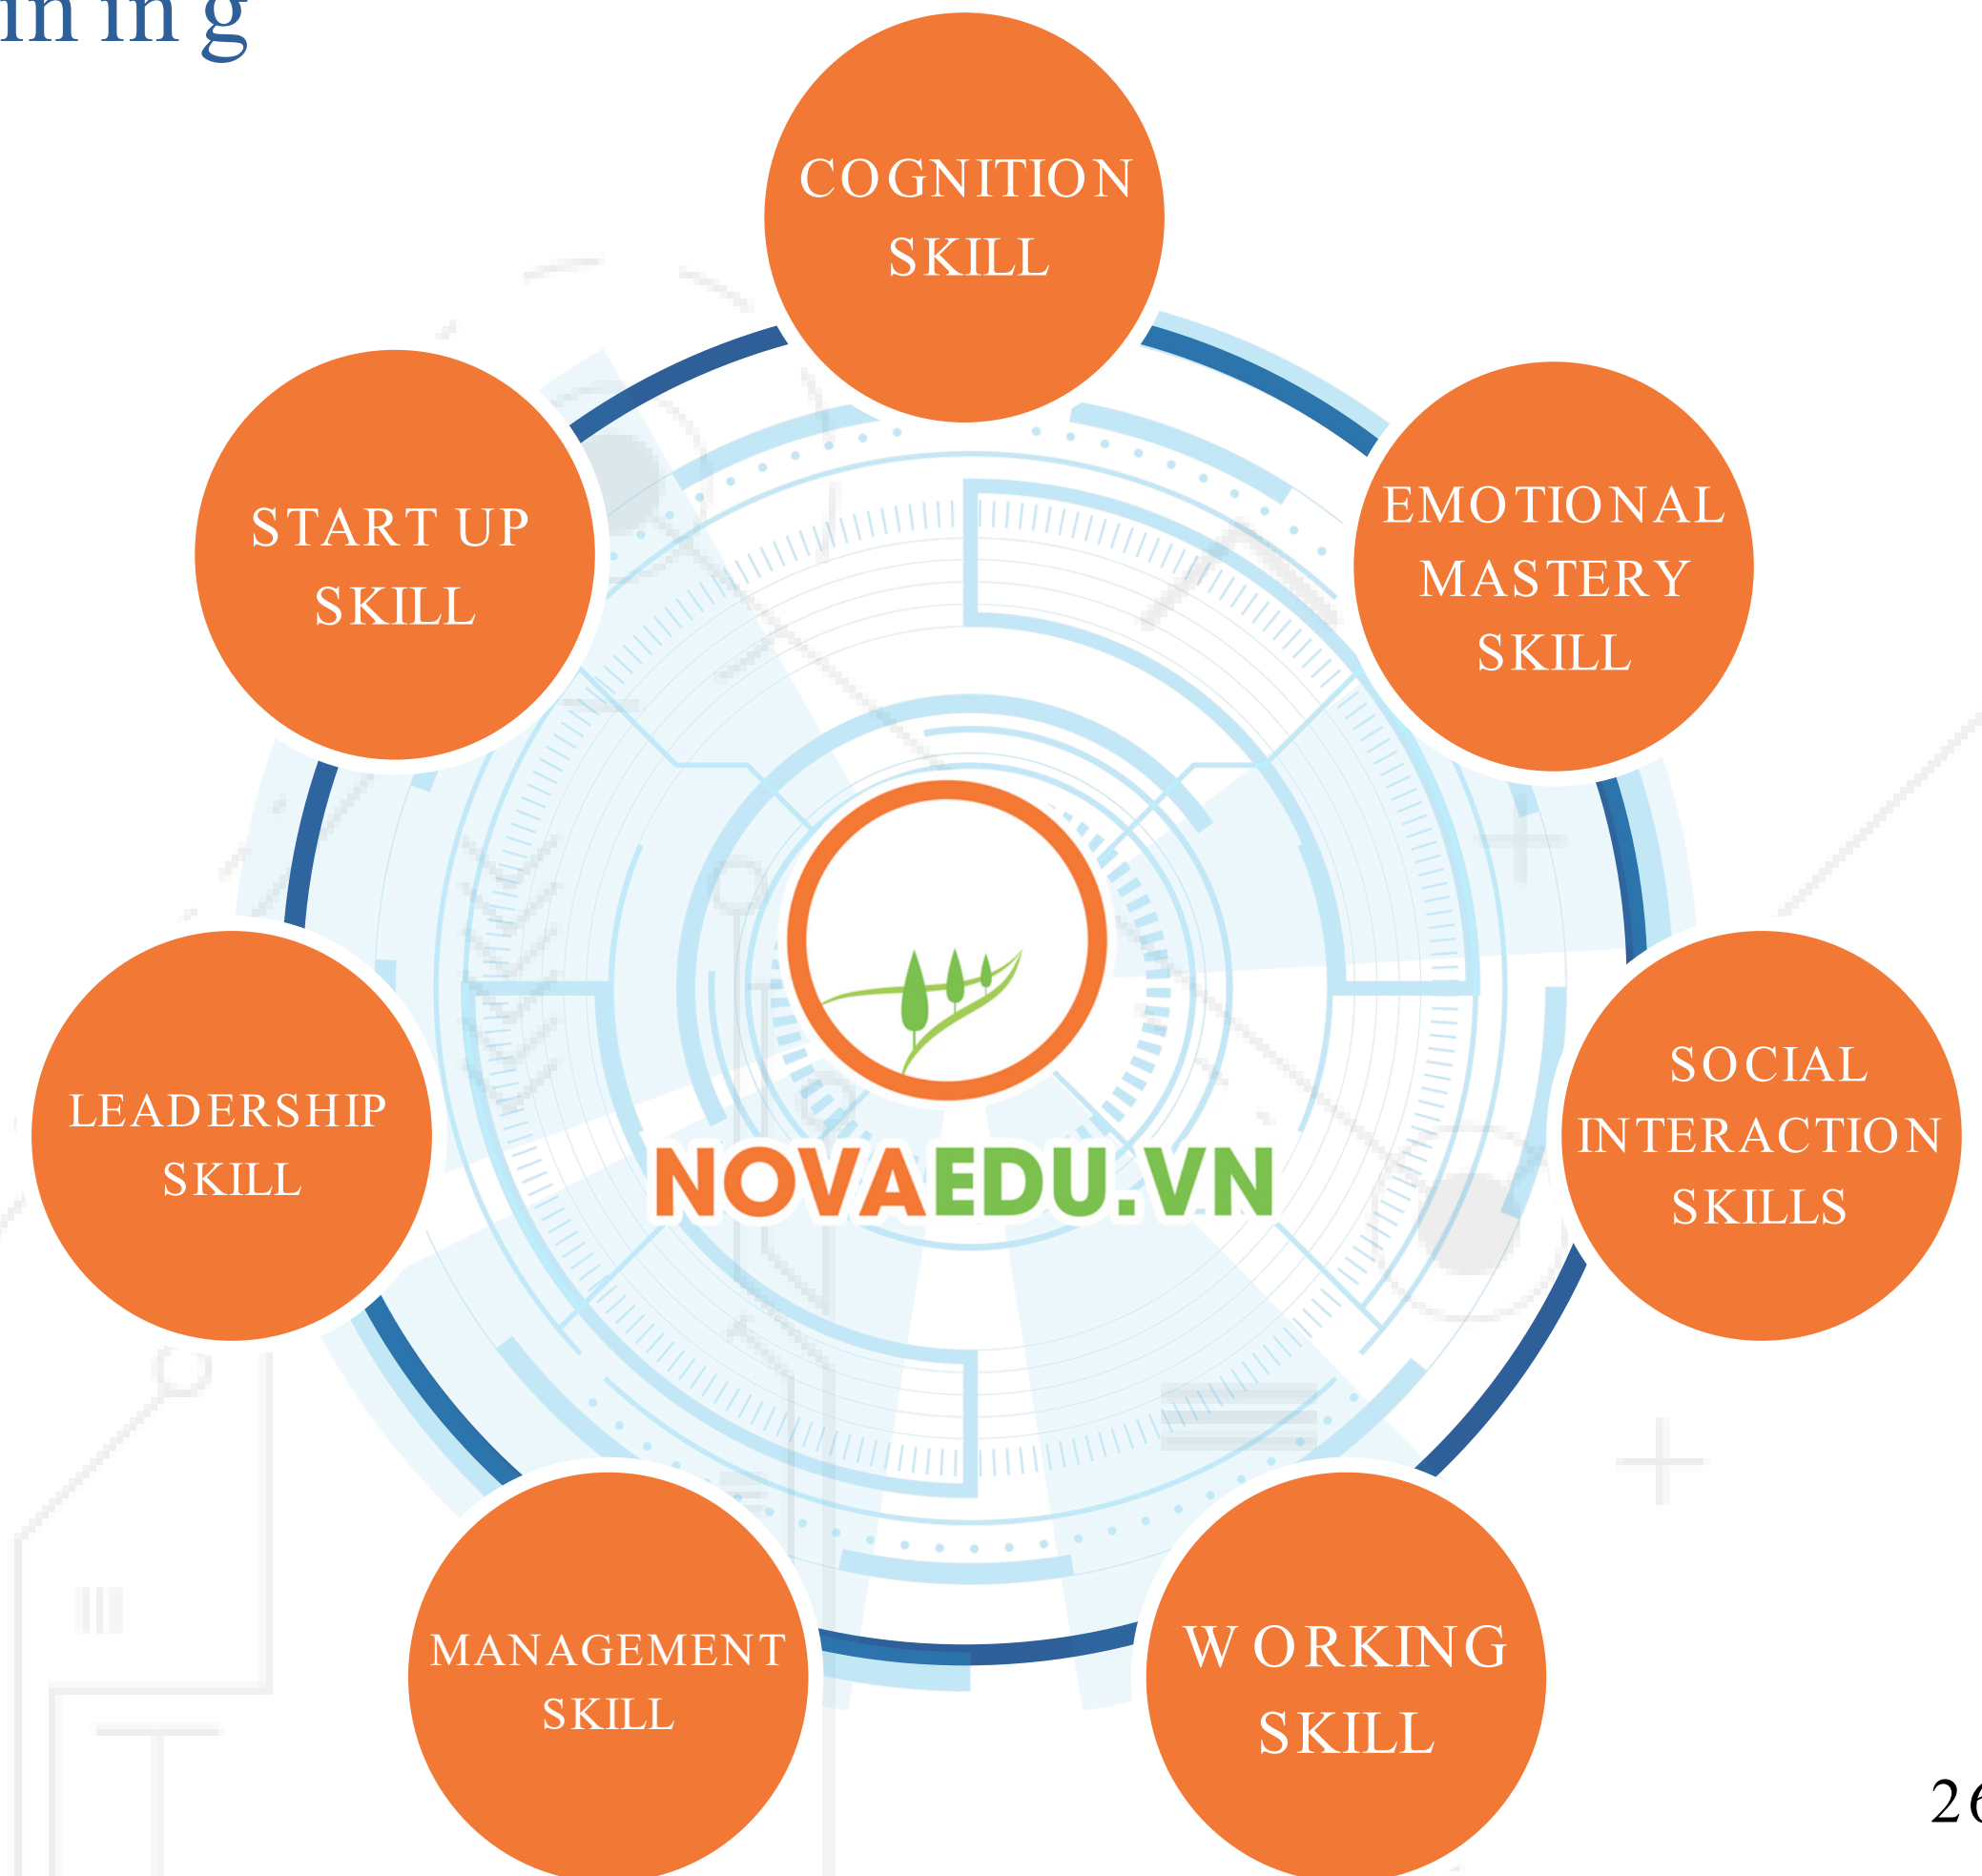 COGNITION
SKILL
EMOTIONAL
MASTERY
SKILL
START UP
SKILL
SOCIAL
INTERACTION
SKILLS
LEADERSHIP
SKILL
NOVAEDU.VN
MANAGEMENT
SKILL
WORKING
SKILL